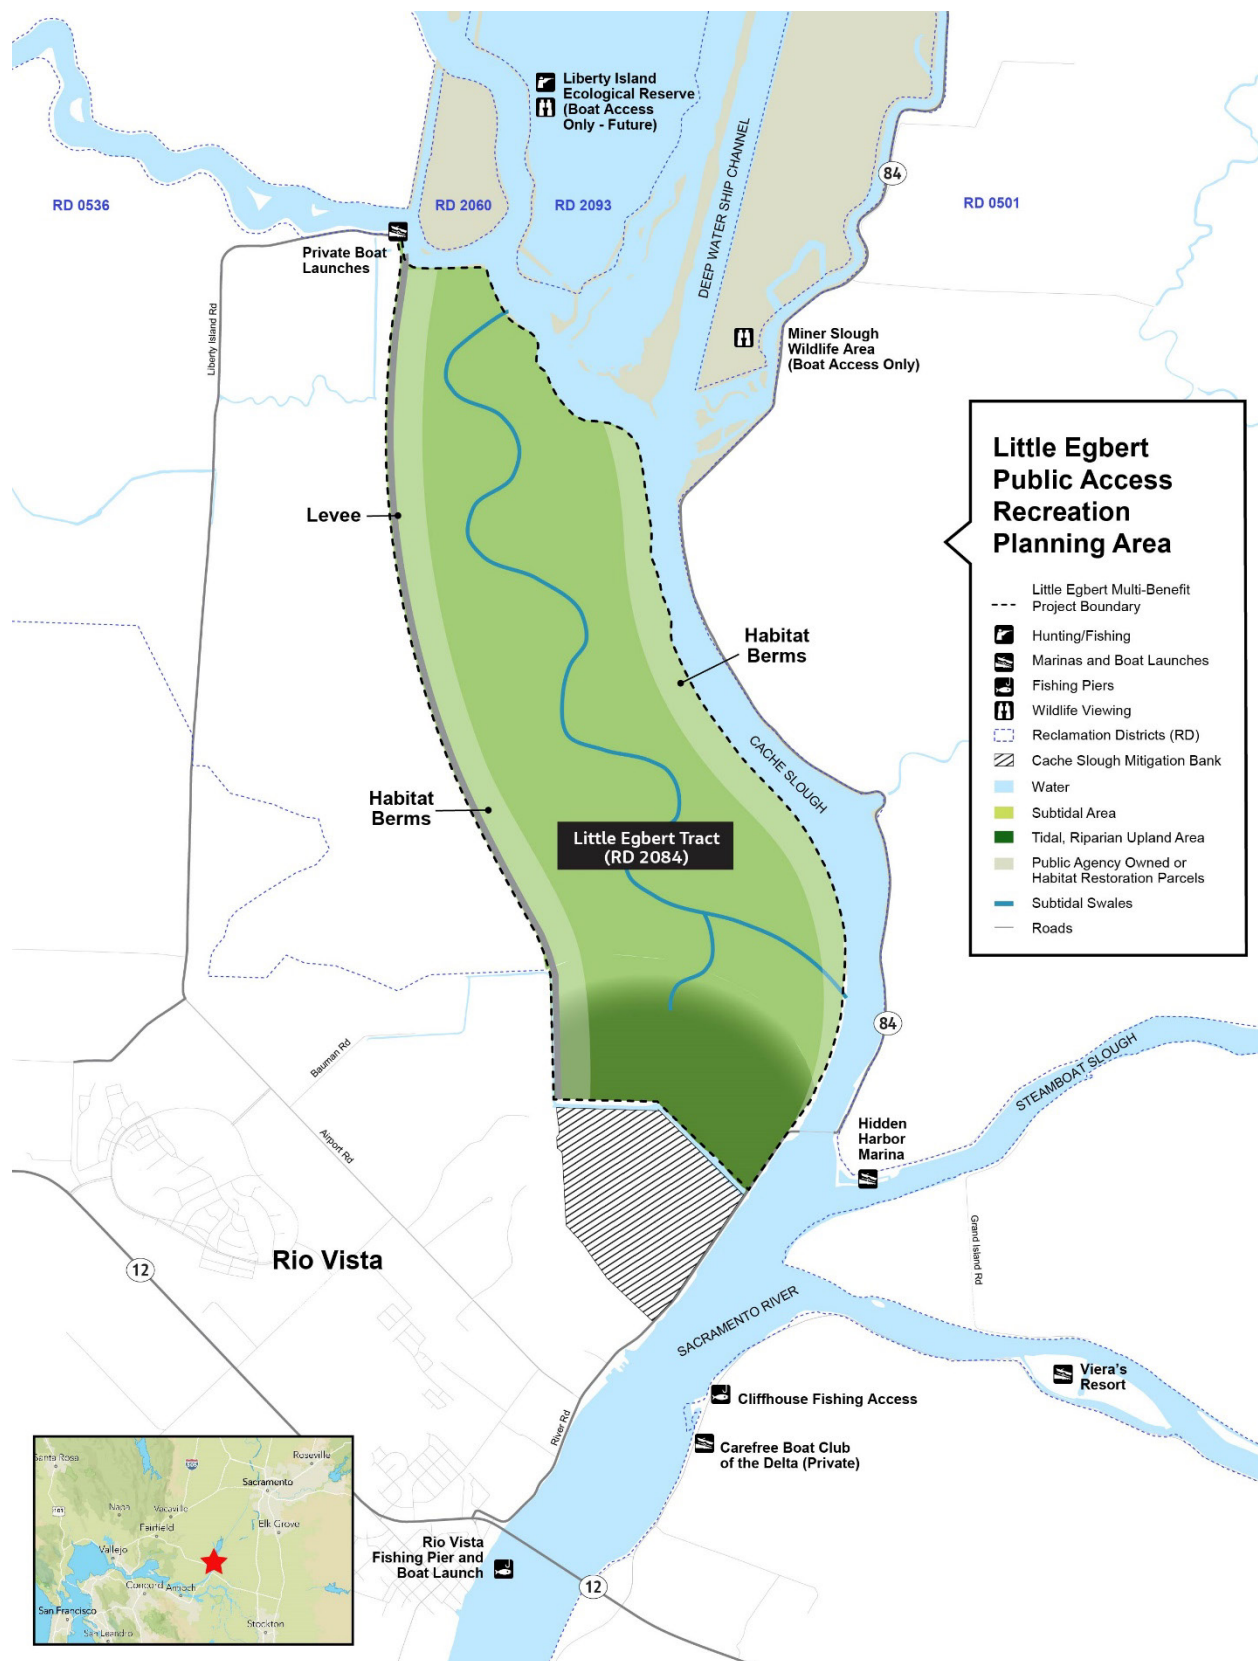 Liberty Island
Ecological Reserve
(Boat Access
Only - Future)
DEEP WATER SHIP CHANNEL
84
RD 0536
RD 2060
RD 2093
RD 0501
Private Boat
Launches
Liberty Island Rd
Miner Slough
Wildlife Area
(Boat Access Only)
Levee
Habitat
Berms
CACHE SLOUGH
Habitat
Berms
Little Egbert Tract
(RD 2084)
Little Egbert
Public Access
Recreation
Planning Area
Little Egbert Multi-Benefit
Project Boundary
Hunting/Fishing
Marinas and Boat Launches
Fishing Piers
Wildlife Viewing
Reclamation Districts (RD)
Cache Slough Mitigation Bank
Water
Subtidal Area
Tidal, Riparian Upland Area
Public Agency Owned or
Habitat Restoration Parcels
Subtidal Swales
Roads
84
Bauman Rd
Airport Rd
STEAMBOAT SLOUGH
Hidden
Harbor
Marina
Grand Island Rd
Rio Vista
12
SACRAMENTO RIVER
Viera's
Resort
Cliffhouse Fishing Access
River Rd
Carefree Boat Club
of the Delta (Private)
Rio Vista
Fishing Pier and
Boat Launch
12
Santa Rosa
Roseville
Sacramento
Napa
Vacaville
Elk Grove
Fairfield
Vallejo
Concord
Antioch
San Francisco
Stockton
San Leandro